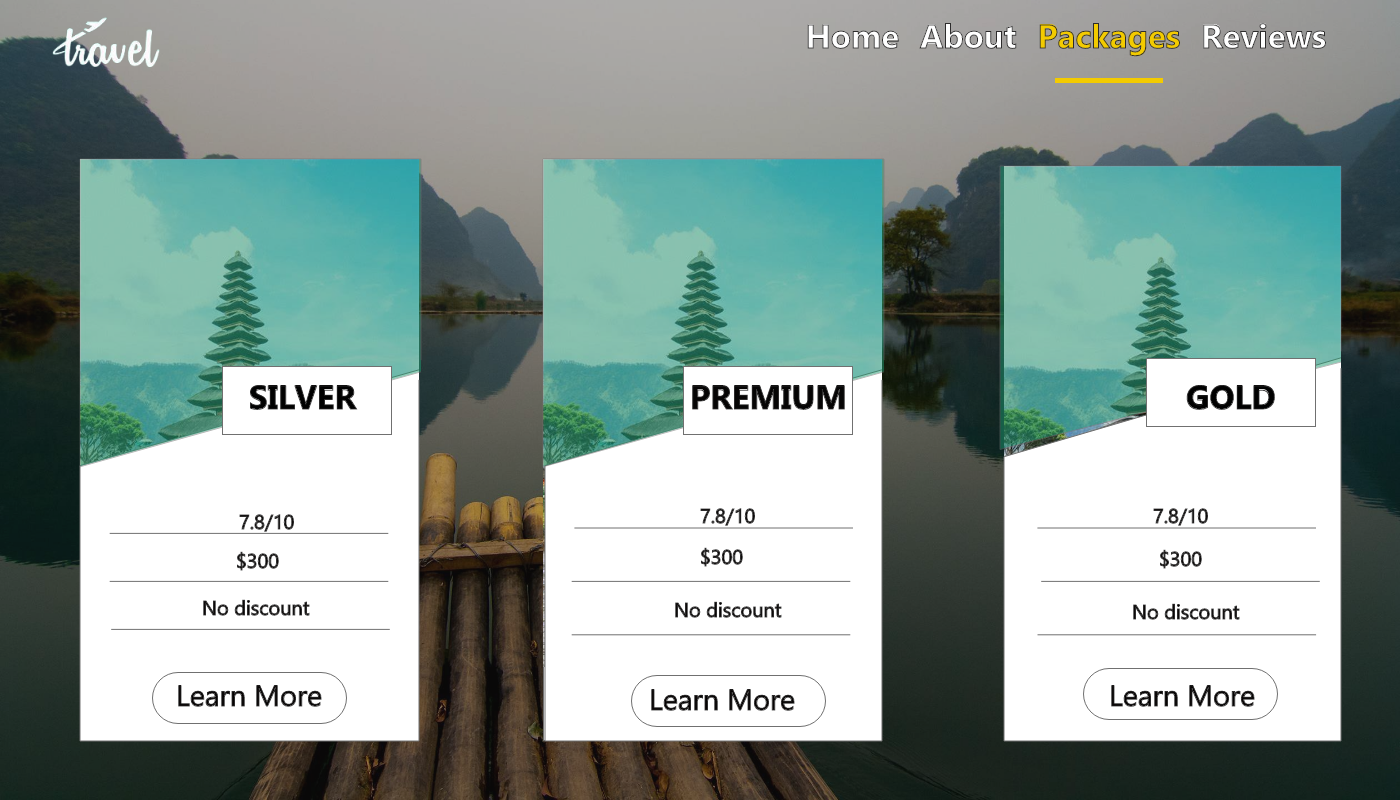 travel
Home About Packages Reviews
SILVER
7.8/10
$300
No discount
Learn More
PREMIUM
7.8/10
$300
No discount
Learn More
GOLD
7.8/10
$300
No discount
Learn More